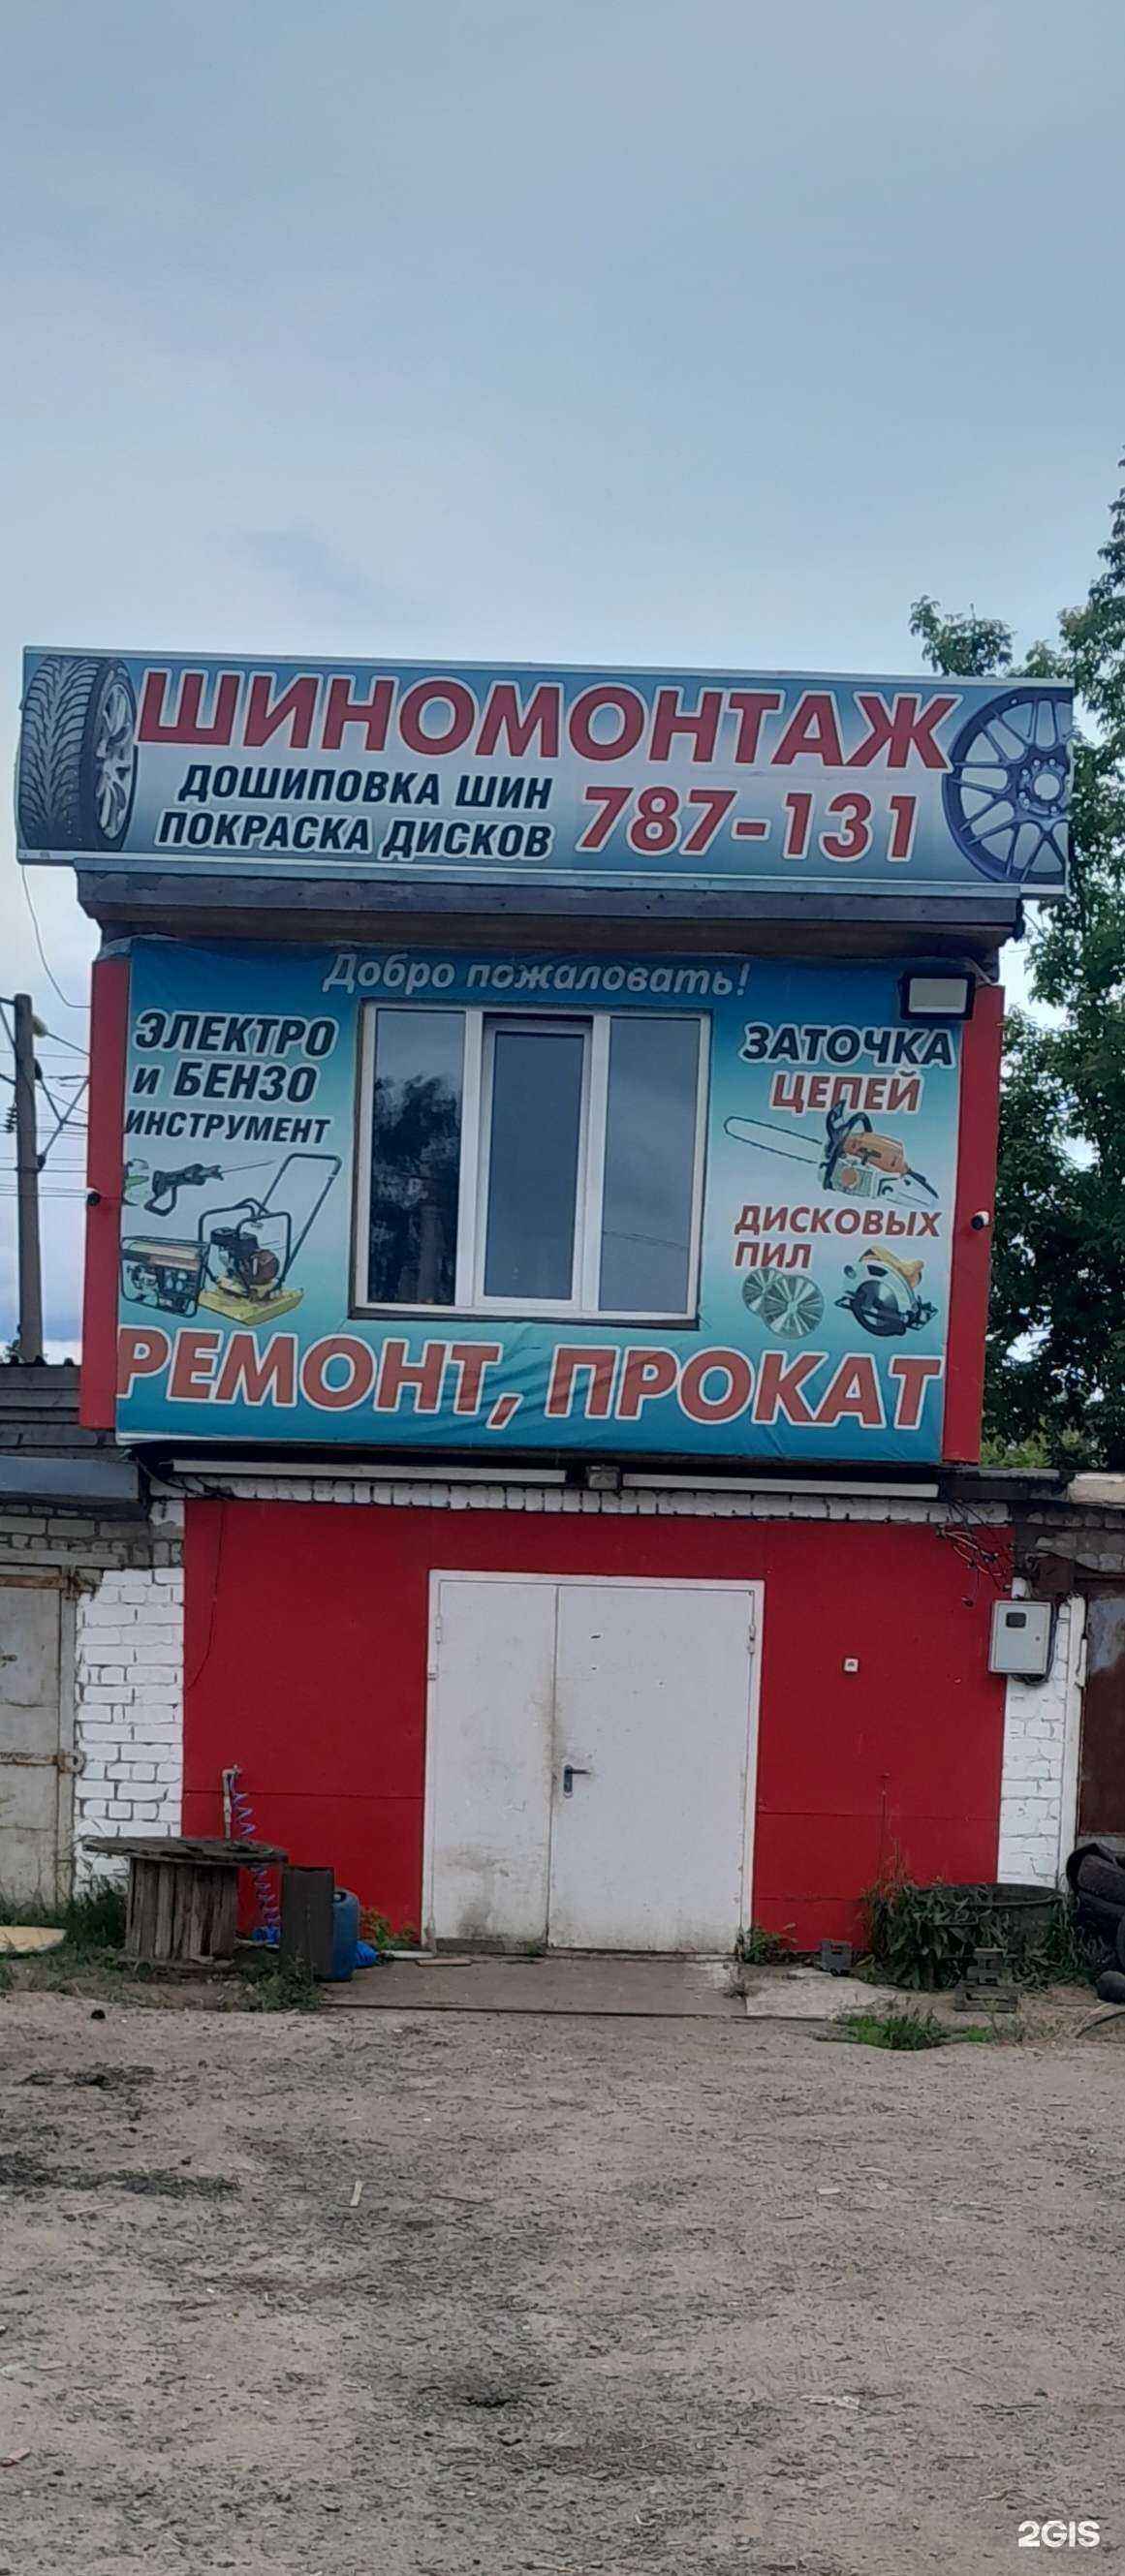 ШИНОМОНТАЖ
ДОШИПОВКА ШИН
ПОКРАСКА ДИСКОВ
787-131
Добро пожаловать!
ЭЛЕКТРО
и БЕНЗО
ИНСТРУМЕНТ
ЗАТОЧКА
ЦЕПЕЙ
ДИСКОВЫХ
ПИЛ
РЕМОНТ, ПРОКАТ
2GIS